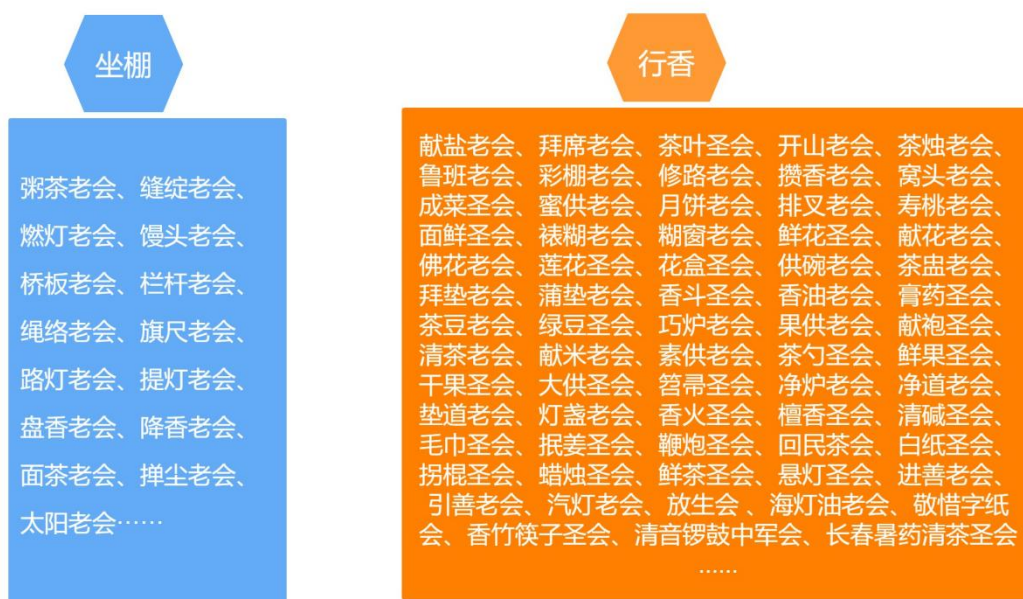 坐棚
粥茶老会、缝绽老会、
燃灯老会、馒头老会、
桥板老会、栏杆老会、
绳络老会、旗尺老会、
路灯老会、提灯老会、
盘香老会、降香老会、
面茶老会、掸尘老会、
太阳老会……
行香
献盐老会、拜席老会、茶叶圣会、开山老会、茶烛老会、
鲁班老会、彩棚老会、修路老会、攒香老会、窝头老会、
成菜圣会、蜜供老会、月饼老会、排叉老会、寿桃老会、
面鲜圣会、裱糊老会、糊窗老会、鲜花圣会、献花老会、
佛花老会、莲花圣会、花盒圣会、供碗老会、茶盅老会、
拜垫老会、蒲垫老会、香斗圣会、香油老会、膏药圣会、
茶豆老会、绿豆圣会、巧炉老会、果供老会、献袍圣会、
清茶老会、献米老会、素供老会、茶勺圣会、鲜果圣会、
干果圣会、大供圣会、笤帚圣会、净炉老会、净道老会、
垫道老会、灯盏老会、香火圣会、檀香圣会、清碱圣会、
毛巾圣会、抿姜圣会、鞭炮圣会、回民茶会、白纸圣会、
拐棍圣会、蜡烛圣会、鲜茶圣会、悬灯圣会、进善老会、
引善老会、汽灯老会、放生会 、海灯油老会、敬惜字纸
会、香竹筷子圣会、清音锣鼓中军会、长春暑药清茶圣会
……